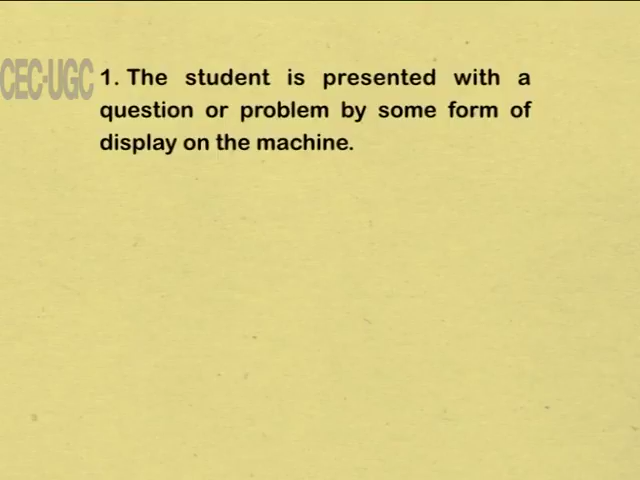 CEC-UGC
1. The student is presented with a
question or problem by some form of
display on the machine.